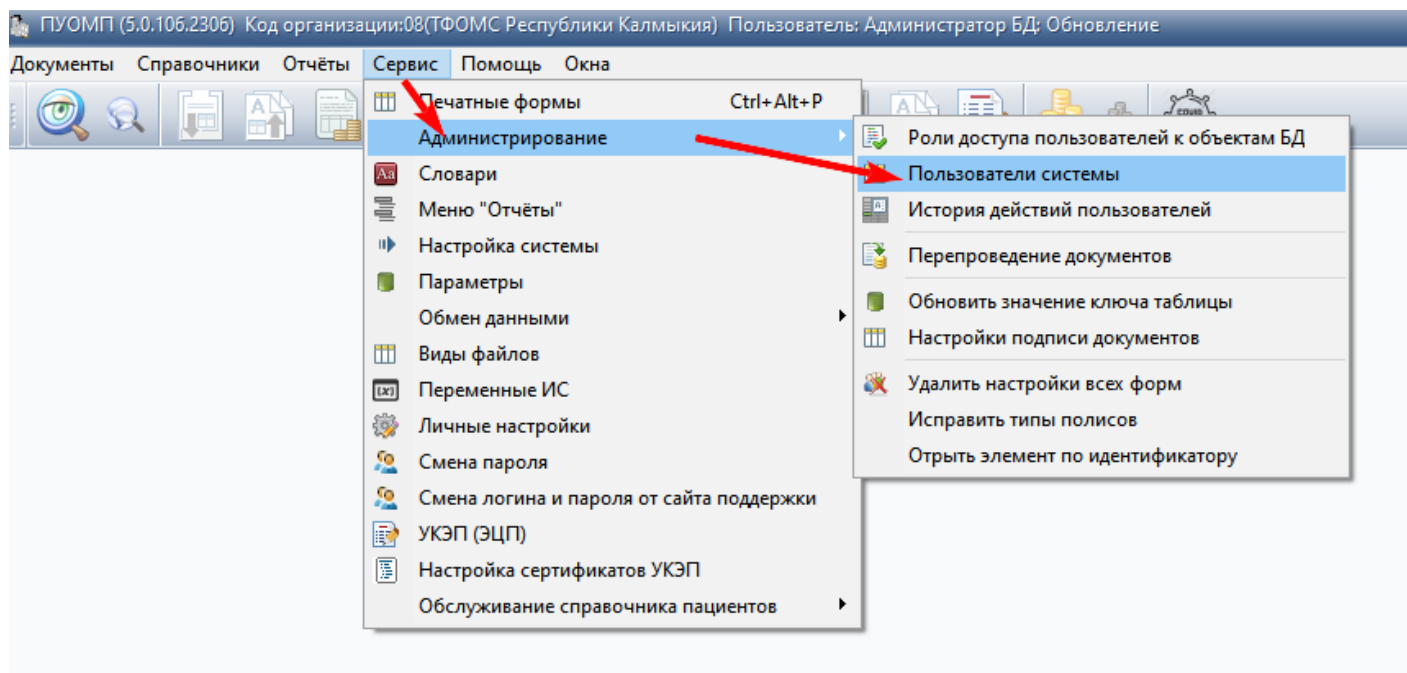 ПУОМП (5.0.106.2306) Код организации:08(ТФОМС Республики Калмыкия) Пользователь: Администратор БД; Обновление
Документы Справочники Отчёты Сервис Помощь Окна
Печатные формы Ctrl+Alt+P
Администрирование
Словари
Меню "Отчёты"
Настройка системы
Параметры
Обмен данными
Виды файлов
Переменные ИС
Личные настройки
Смена пароля
Смена логина и пароля от сайта поддержки
УКЭП (ЭЦП)
Настройка сертификатов УКЭП
Обслуживание справочника пациентов
Роли доступа пользователей к объектам БД
Пользователи системы
История действий пользователей
Перепроведение документов
Обновить значение ключа таблицы
Настройки подписи документов
Удалить настройки всех форм
Исправить типы полисов
Отрыть элемент по идентификатору